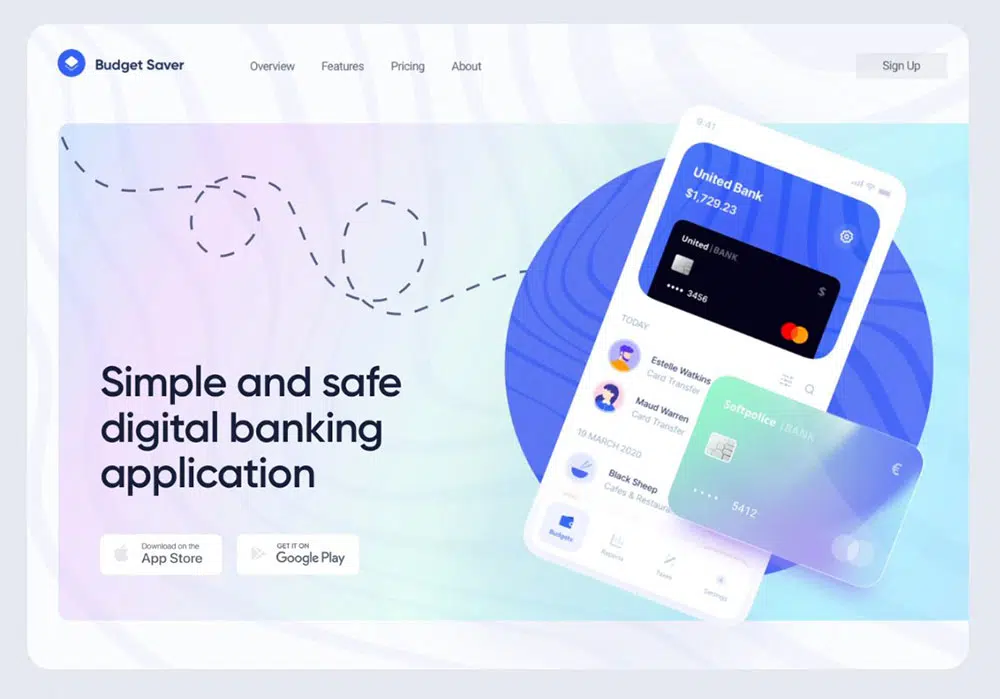 Budget Saver
Overview
Features
Pricing
About
Sign Up
Simple and safe
digital banking
application
Download on the
App Store
GET IT ON
Google Play
9:41
United Bank
$1,729.23
United | BANK
$
•••• 3456
TODAY
Estelle Watkins
Card Transfer
Maud Warren
Card Transfer
19 MARCH 2020
Black Sheep
Cafes & Restaura
Budgets
Reports
Settings
Softpolice | BANK
€
•••• 5412